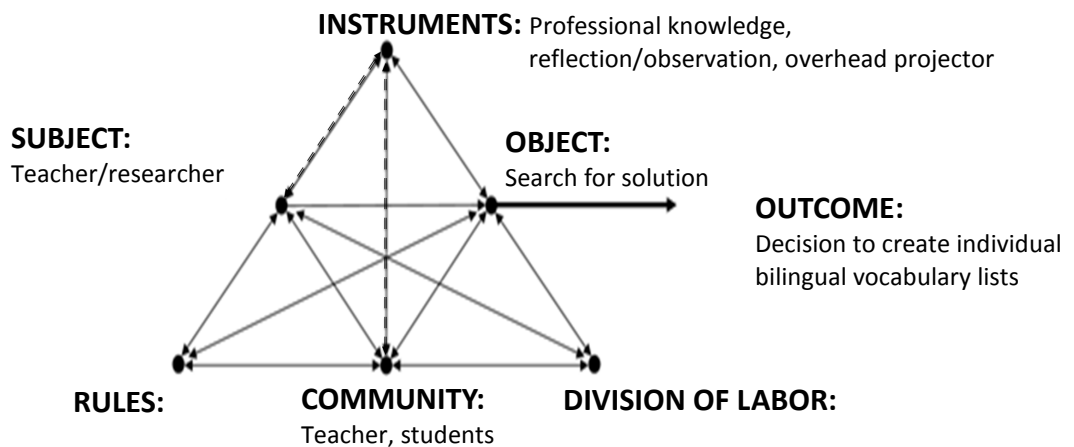 INSTRUMENTS: Professional knowledge,
reflection/observation, overhead projector
SUBJECT:
Teacher/researcher
OBJECT:
Search for solution
OUTCOME:
Decision to create individual
bilingual vocabulary lists
RULES:
COMMUNITY:
Teacher, students
DIVISION OF LABOR: